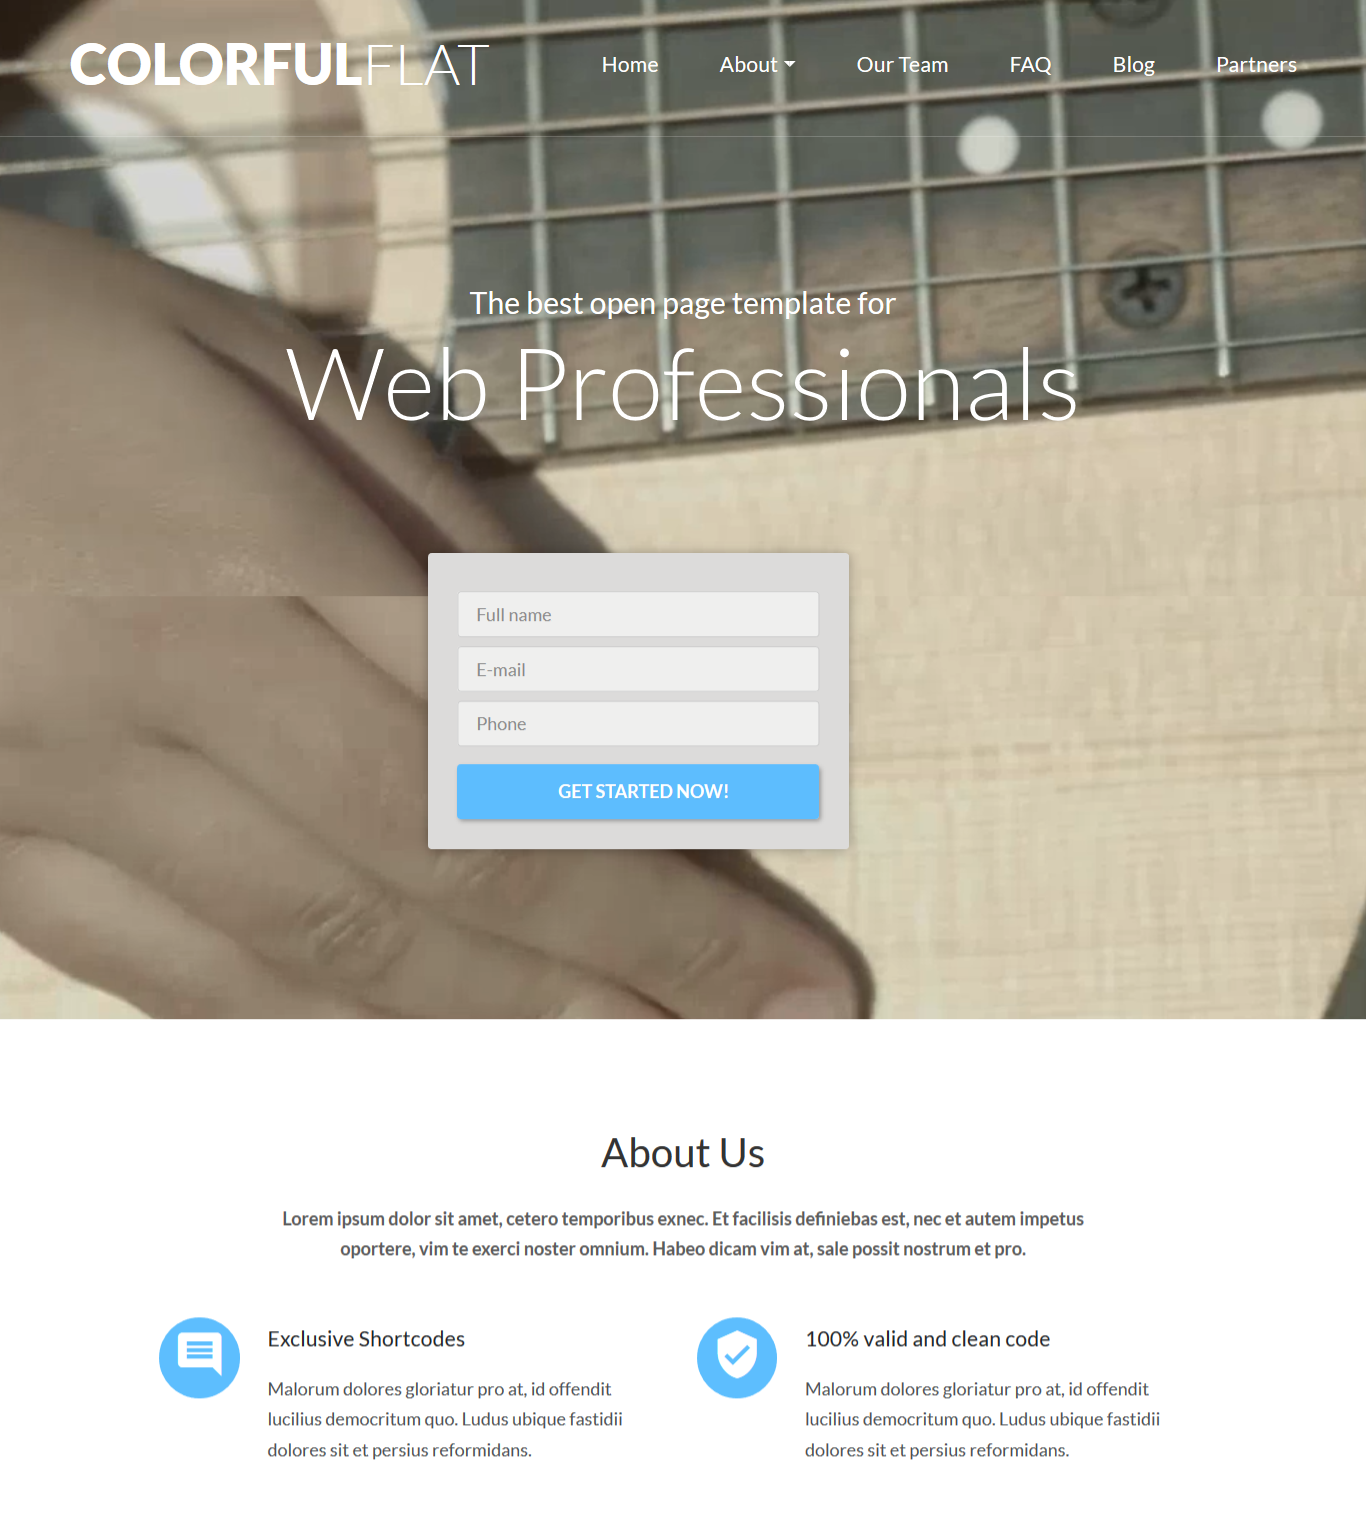 COLORFULFLAT
Home About Our Team FAQ Blog Partners
The best open page template for
Web Professionals
Full name
E-mail
Phone
GET STARTED NOW!
About Us
Lorem ipsum dolor sit amet, cetero temporibus exnec. Et facilisis definiebas est, nec et autem impetus
oportere, vim te exerci noster omnium. Habeo dicam vim at, sale possit nostrum et pro.
Exclusive Shortcodes
Malorum dolores gloriatur pro at, id offendit
lucilius democritum quo. Ludus ubique fastidii
dolores sit et persius reformidans.
100% valid and clean code
Malorum dolores gloriatur pro at, id offendit
lucilius democritum quo. Ludus ubique fastidii
dolores sit et persius reformidans.